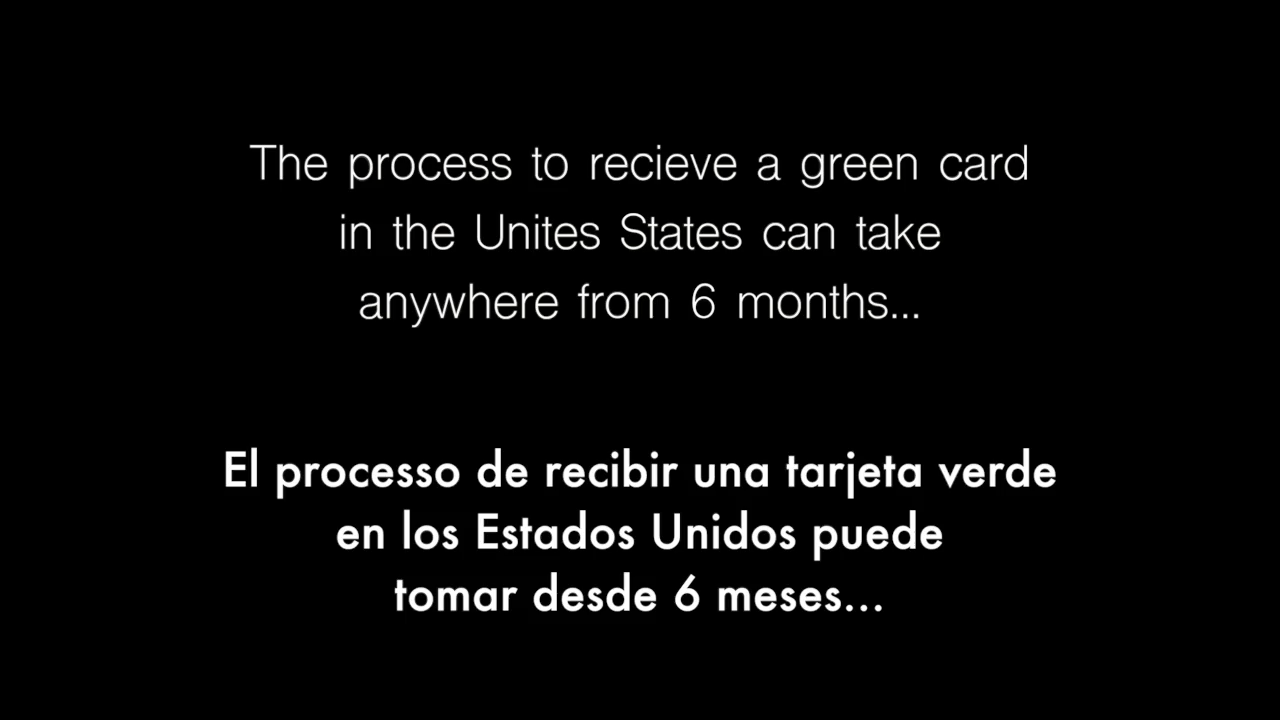 The process to recieve a green card
in the Unites States can take
anywhere from 6 months...
El processo de recibir una tarjeta verde
en los Estados Unidos puede
tomar desde 6 meses...